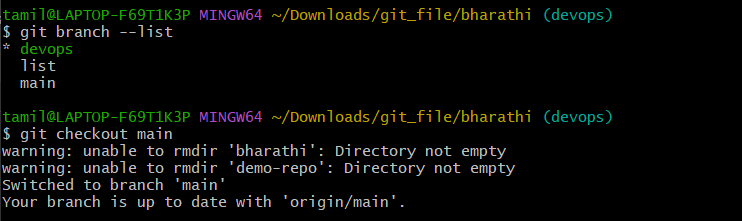 tamil@LAPTOP-F69T1K3P MINGW64 ~/Downloads/git_file/bharathi (devops)
$ git branch --list
* devops
  list
  main

tamil@LAPTOP-F69T1K3P MINGW64 ~/Downloads/git_file/bharathi (devops)
$ git checkout main
warning: unable to rmdir 'bharathi': Directory not empty
warning: unable to rmdir 'demo-repo': Directory not empty
Switched to branch 'main'
Your branch is up to date with 'origin/main'.